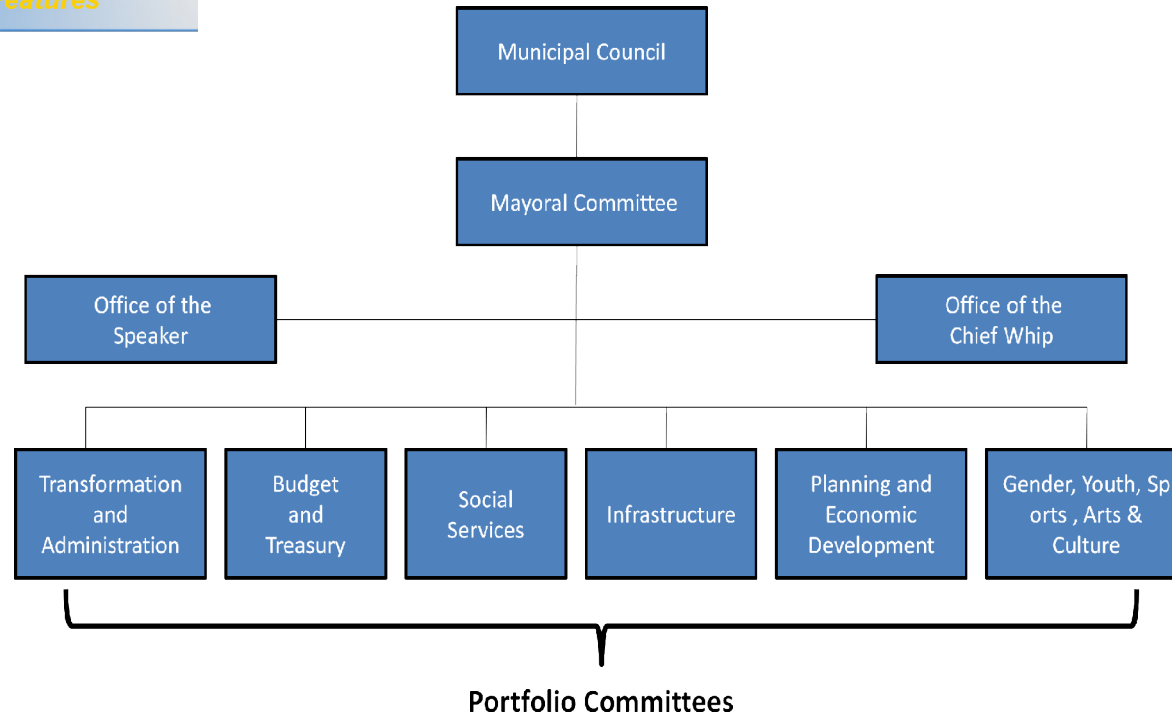 eatures
Municipal Council
Mayoral Committee
Office of the
Speaker
Office of the
Chief Whip
Transformation
and
Administration
Budget
and
Treasury
Social
Services
Infrastructure
Planning and
Economic
Development
Gender, Youth, Sp
orts , Arts &
Culture
Portfolio Committees